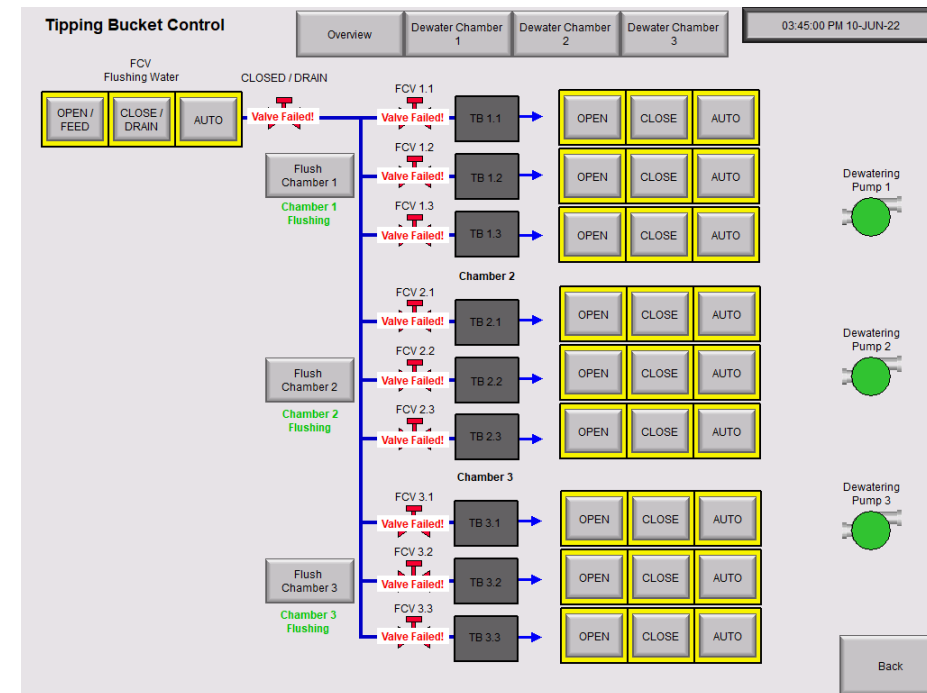 Tipping Bucket Control
Overview
Dewater Chamber
1
Dewater Chamber
2
Dewater Chamber
3
03:45:00 PM 10-JUN-22
FCV
Flushing Water
CLOSED / DRAIN
OPEN /
FEED
CLOSE /
DRAIN
AUTO
Valve Failed!
FCV 1.1
Valve Failed!
TB 1.1
OPEN
CLOSE
AUTO
FCV 1.2
Valve Failed!
TB 1.2
OPEN
CLOSE
AUTO
Flush
Chamber 1
Chamber 1
Flushing
FCV 1.3
Valve Failed!
TB 1.3
OPEN
CLOSE
AUTO
Dewatering
Pump 1
Chamber 2
FCV 2.1
Valve Failed!
TB 2.1
OPEN
CLOSE
AUTO
Dewatering
Pump 2
FCV 2.2
Valve Failed!
TB 2.2
OPEN
CLOSE
AUTO
Flush
Chamber 2
Chamber 2
Flushing
FCV 2.3
Valve Failed!
TB 2.3
OPEN
CLOSE
AUTO
Chamber 3
FCV 3.1
Valve Failed!
TB 3.1
OPEN
CLOSE
AUTO
Dewatering
Pump 3
FCV 3.2
Valve Failed!
TB 3.2
OPEN
CLOSE
AUTO
Flush
Chamber 3
Chamber 3
Flushing
FCV 3.3
Valve Failed!
TB 3.3
OPEN
CLOSE
AUTO
Back